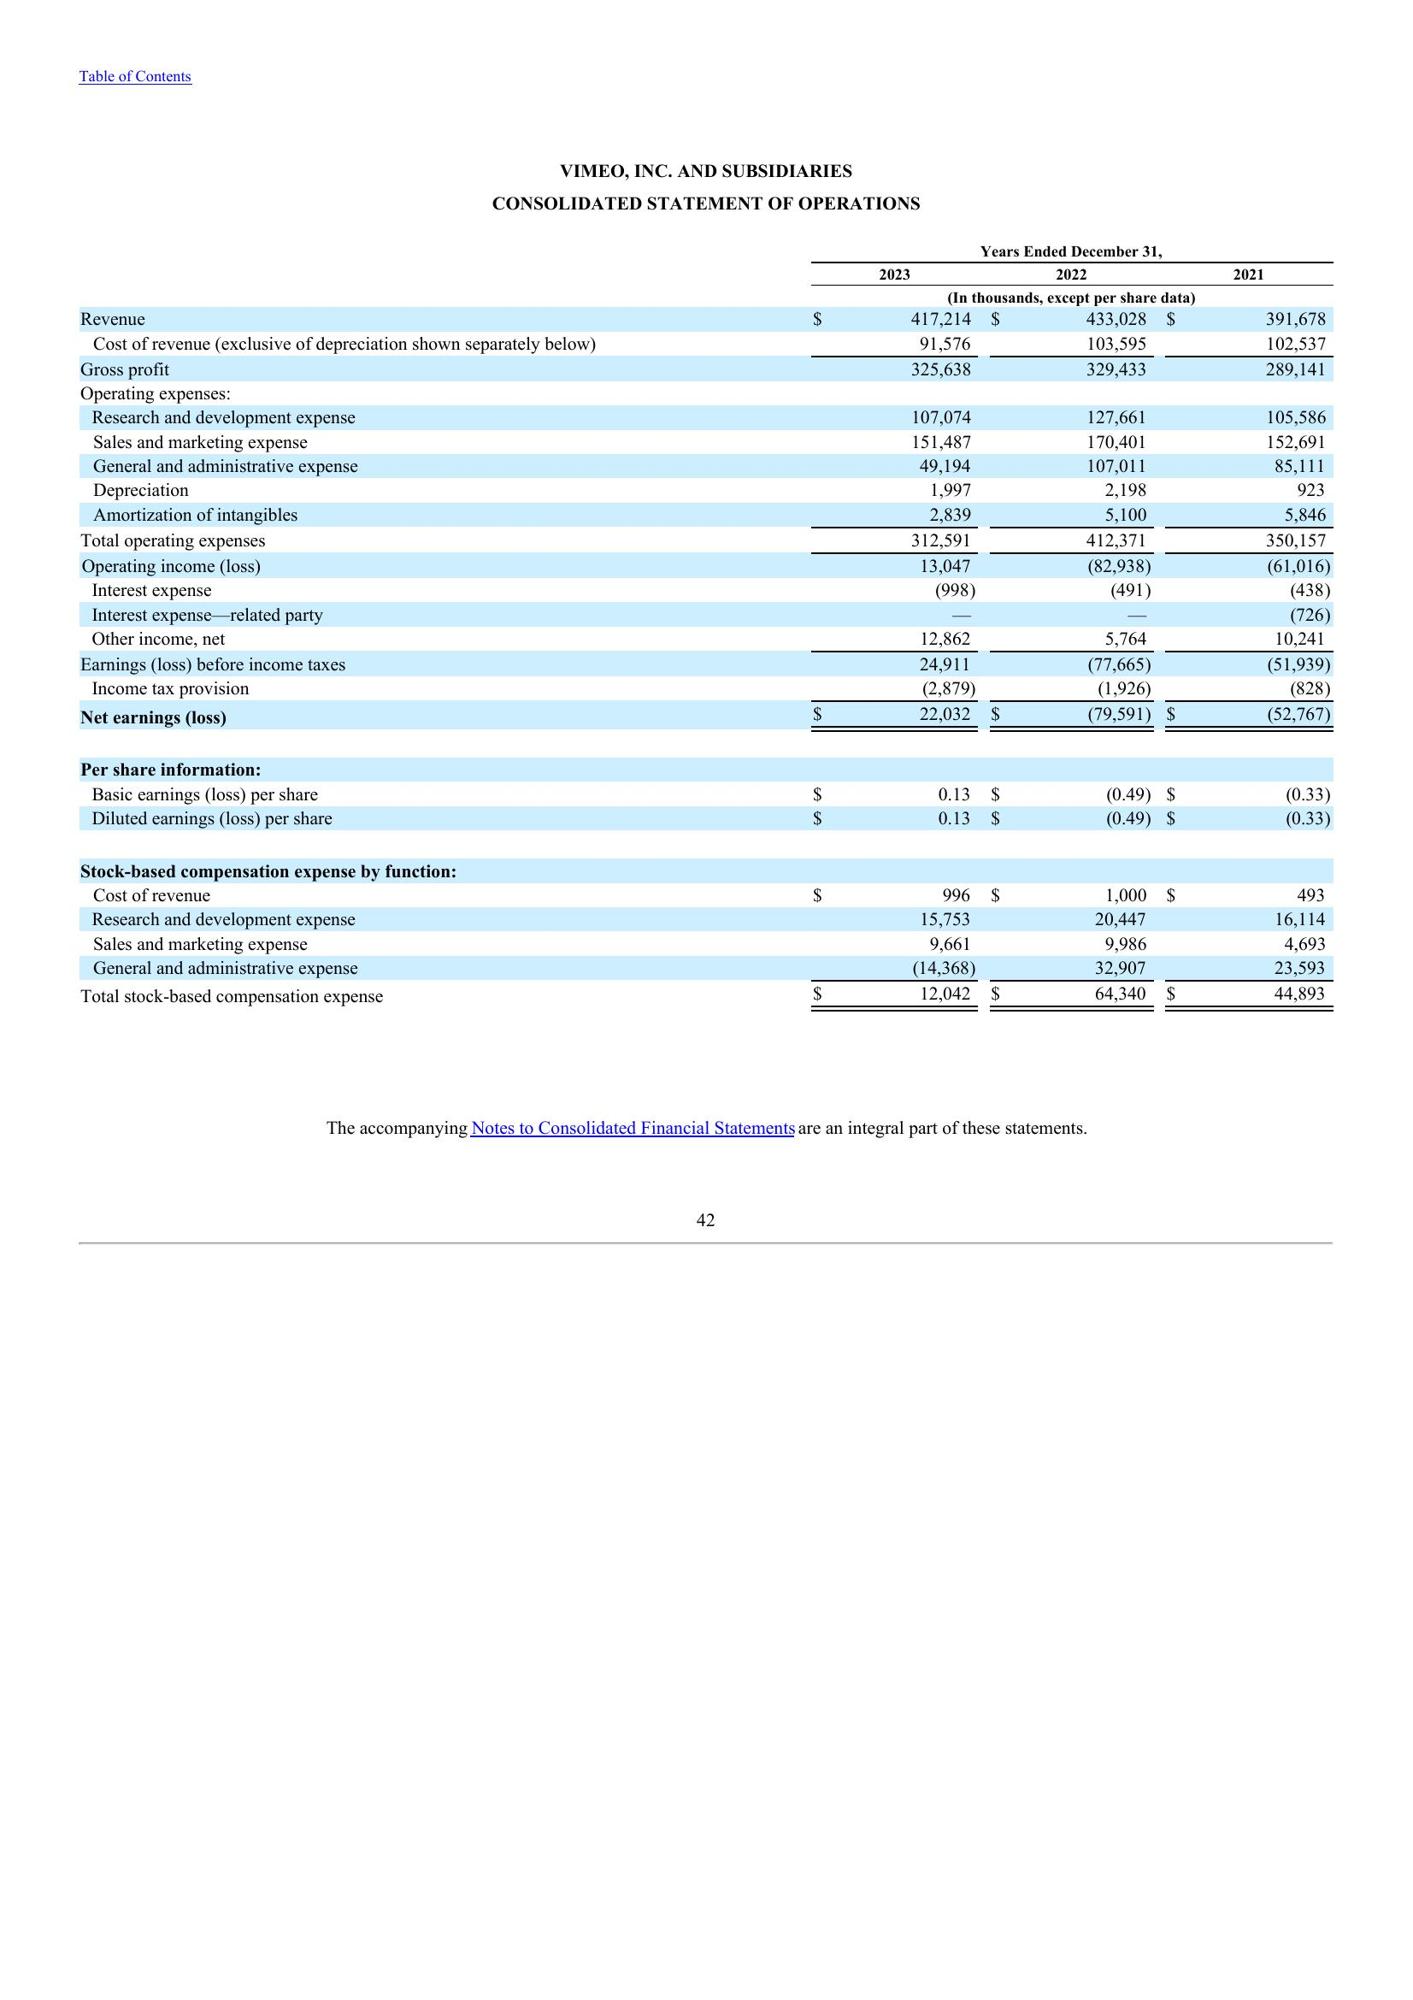 Table of Contents
VIMEO, INC. AND SUBSIDIARIES
CONSOLIDATED STATEMENT OF OPERATIONS
Years Ended December 31,
2023 2022 2021
(In thousands, except per share data)
Revenue $ 417,214 $ 433,028 $ 391,678
Cost of revenue (exclusive of depreciation shown separately below) 91,576 103,595 102,537
Gross profit 325,638 329,433 289,141
Operating expenses:
Research and development expense 107,074 127,661 105,586
Sales and marketing expense 151,487 170,401 152,691
General and administrative expense 49,194 107,011 85,111
Depreciation 1,997 2,198 923
Amortization of intangibles 2,839 5,100 5,846
Total operating expenses 312,591 412,371 350,157
Operating income (loss) 13,047 (82,938) (61,016)
Interest expense (998) (491) (438)
Interest expense—related party — — (726)
Other income, net 12,862 5,764 10,241
Earnings (loss) before income taxes 24,911 (77,665) (51,939)
Income tax provision (2,879) (1,926) (828)
Net earnings (loss) $ 22,032 $ (79,591) $ (52,767)
Per share information:
Basic earnings (loss) per share $ 0.13 $ (0.49) $ (0.33)
Diluted earnings (loss) per share $ 0.13 $ (0.49) $ (0.33)
Stock-based compensation expense by function:
Cost of revenue $ 996 $ 1,000 $ 493
Research and development expense 15,753 20,447 16,114
Sales and marketing expense 9,661 9,986 4,693
General and administrative expense (14,368) 32,907 23,593
Total stock-based compensation expense $ 12,042 $ 64,340 $ 44,893
The accompanying Notes to Consolidated Financial Statements are an integral part of these statements.
42